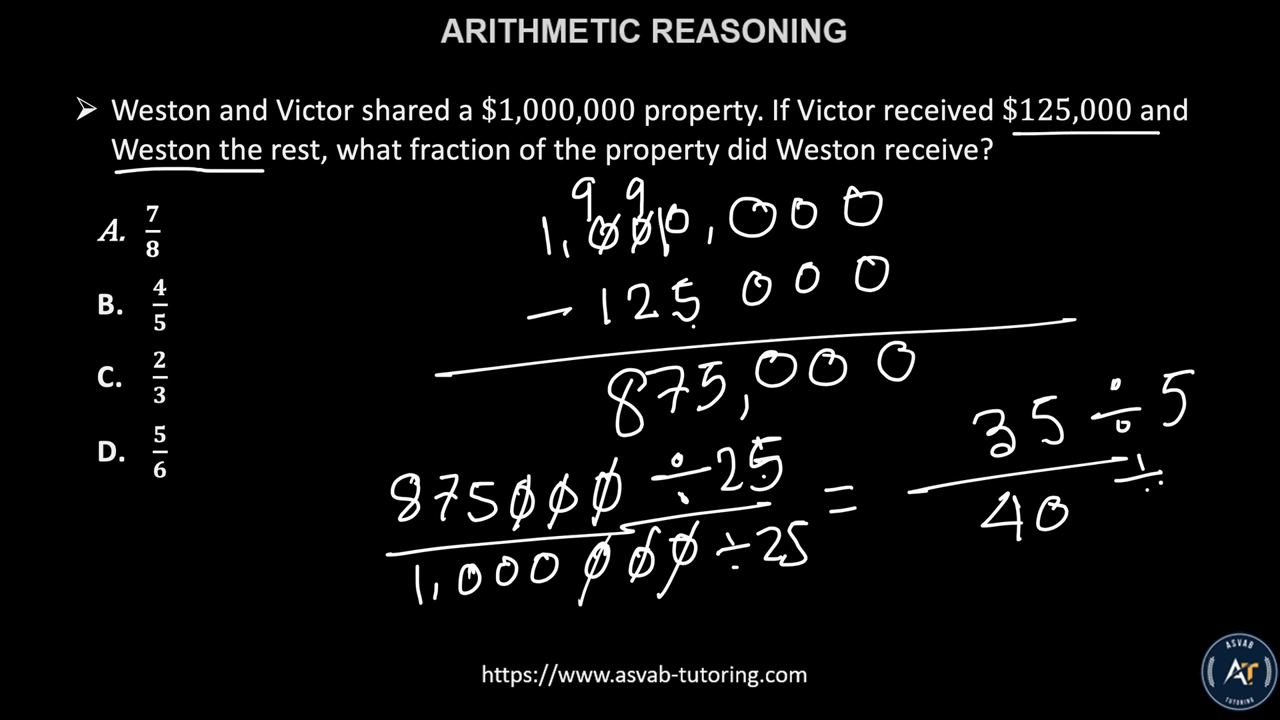 ARITHMETIC REASONING
➢ Weston and Victor shared a $1,000,000 property. If Victor received $125,000 and
Weston the rest, what fraction of the property did Weston receive?
A. 7/8
B. 4/5
C. 2/3
D. 5/6
9 9
1,0010,000
- 125 000
875,000
875000 ÷25
1,000000 ÷25
=
35 ÷5
40 ÷
https://www.asvab-tutoring.com
ASVAB
AT
TUTORING